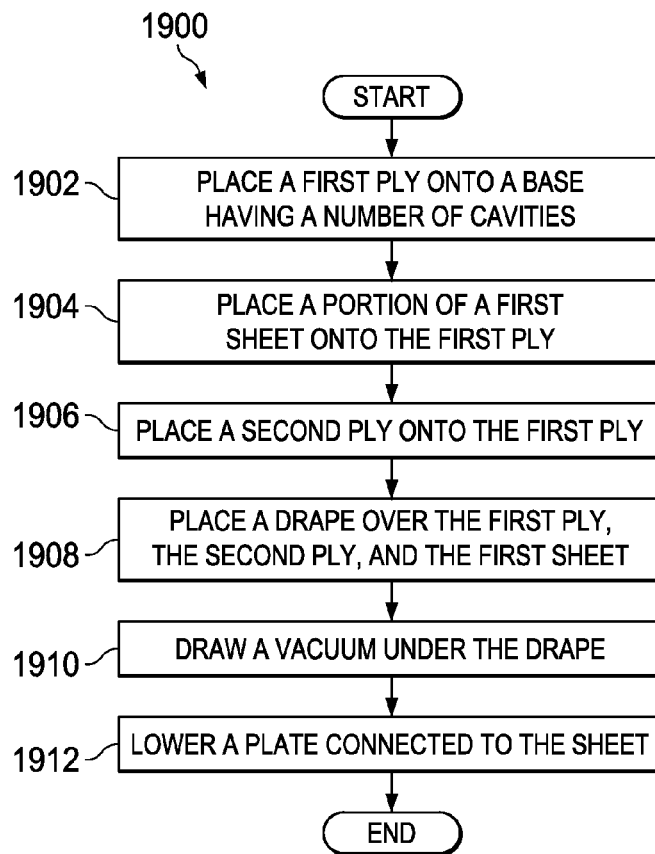 1900
START
1902
PLACE A FIRST PLY ONTO A BASE
HAVING A NUMBER OF CAVITIES
1904
PLACE A PORTION OF A FIRST
SHEET ONTO THE FIRST PLY
1906
PLACE A SECOND PLY ONTO THE FIRST PLY
1908
PLACE A DRAPE OVER THE FIRST PLY,
THE SECOND PLY, AND THE FIRST SHEET
1910
DRAW A VACUUM UNDER THE DRAPE
1912
LOWER A PLATE CONNECTED TO THE SHEET
END